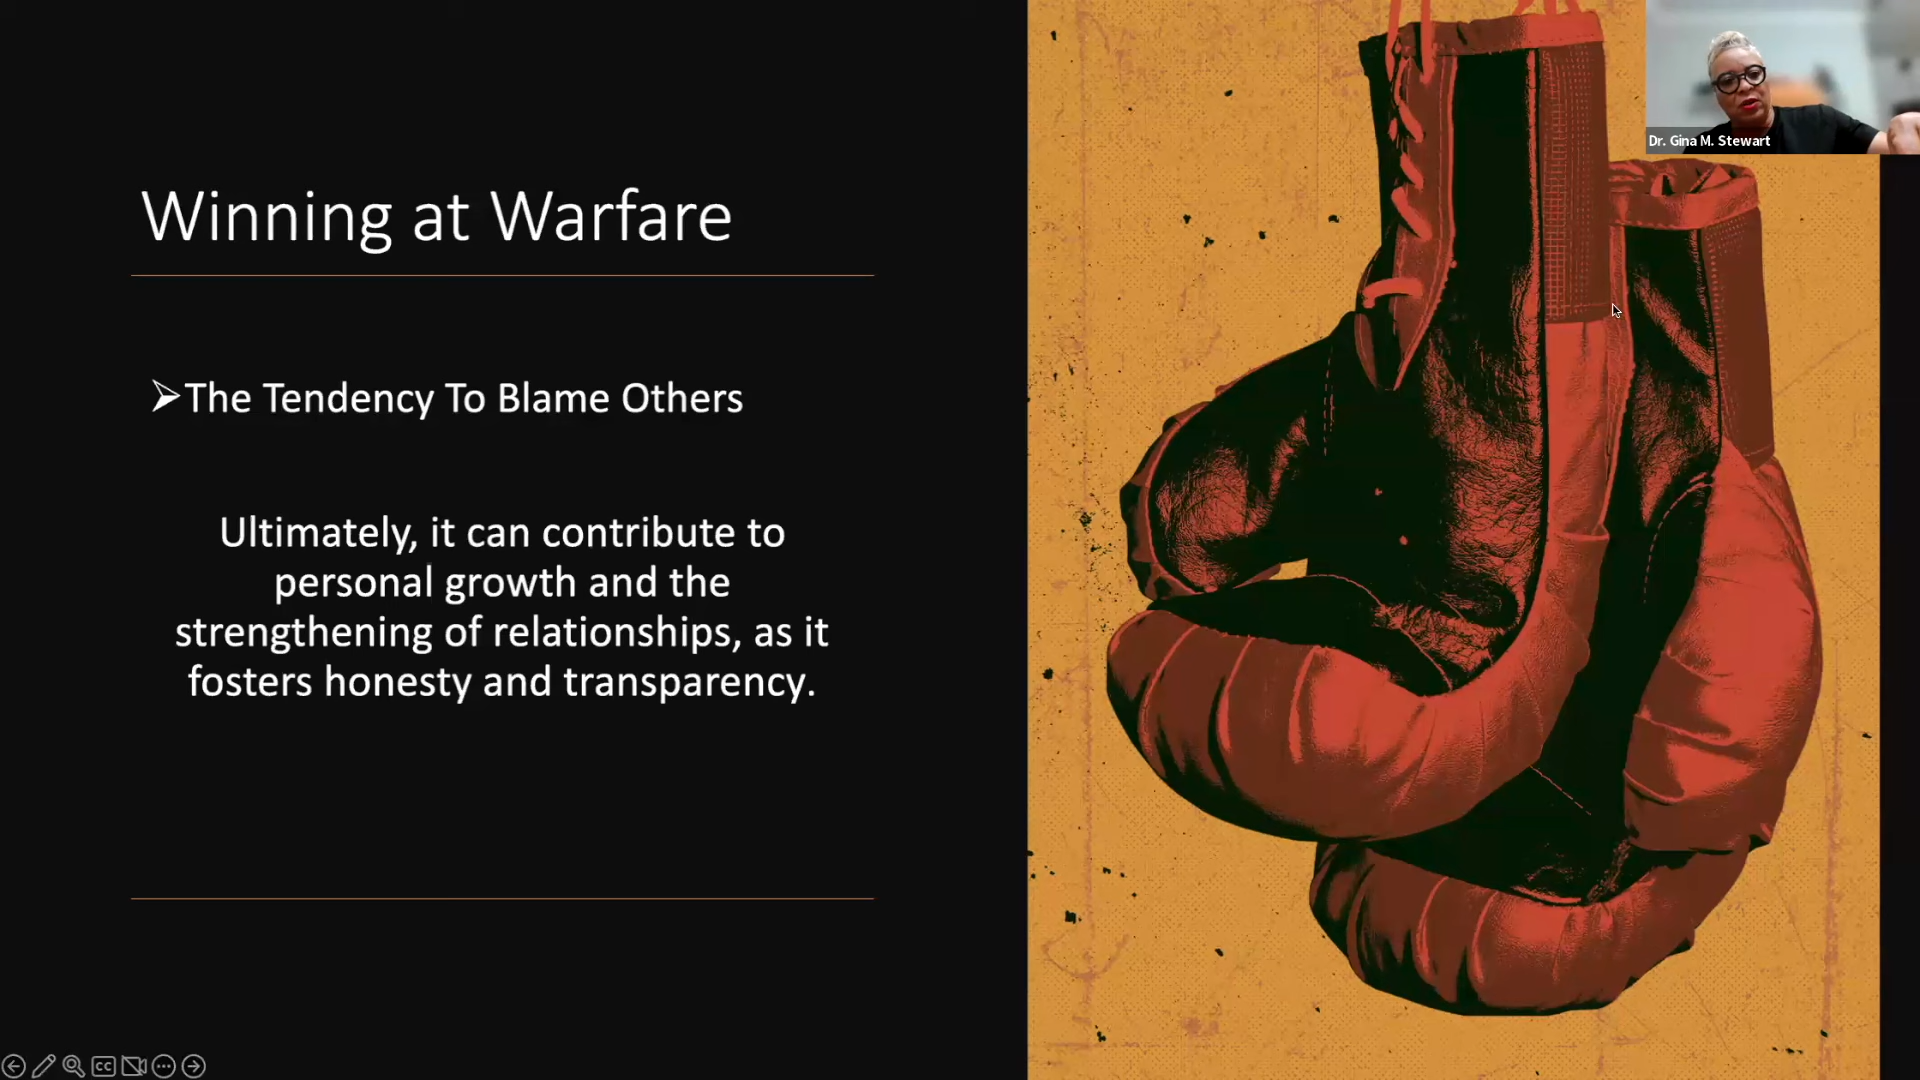 Winning at Warfare
➢The Tendency To Blame Others
Ultimately, it can contribute to
personal growth and the
strengthening of relationships, as it
fosters honesty and transparency.
Dr. Gina M. Stewart
CC